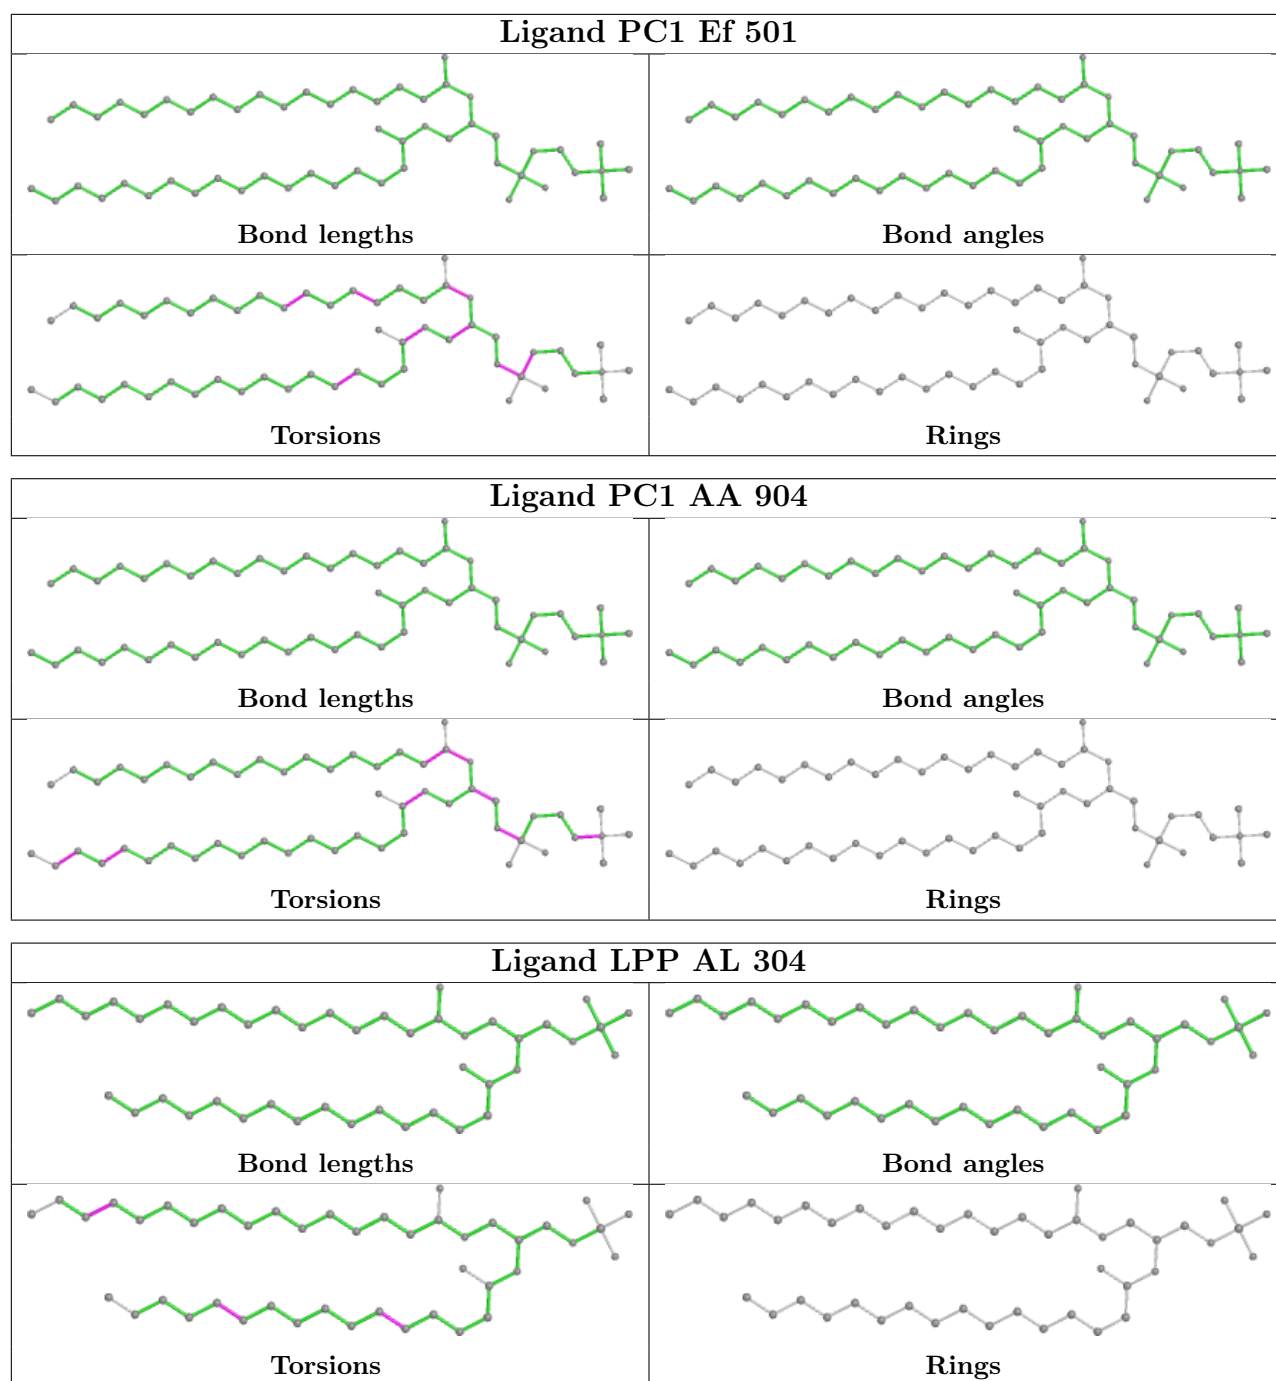 Ligand PC1 Ef 501
Bond lengths
Bond angles
Torsions
Rings
Ligand PC1 AA 904
Bond lengths
Bond angles
Torsions
Rings
Ligand LPP AL 304
Bond lengths
Bond angles
Torsions
Rings